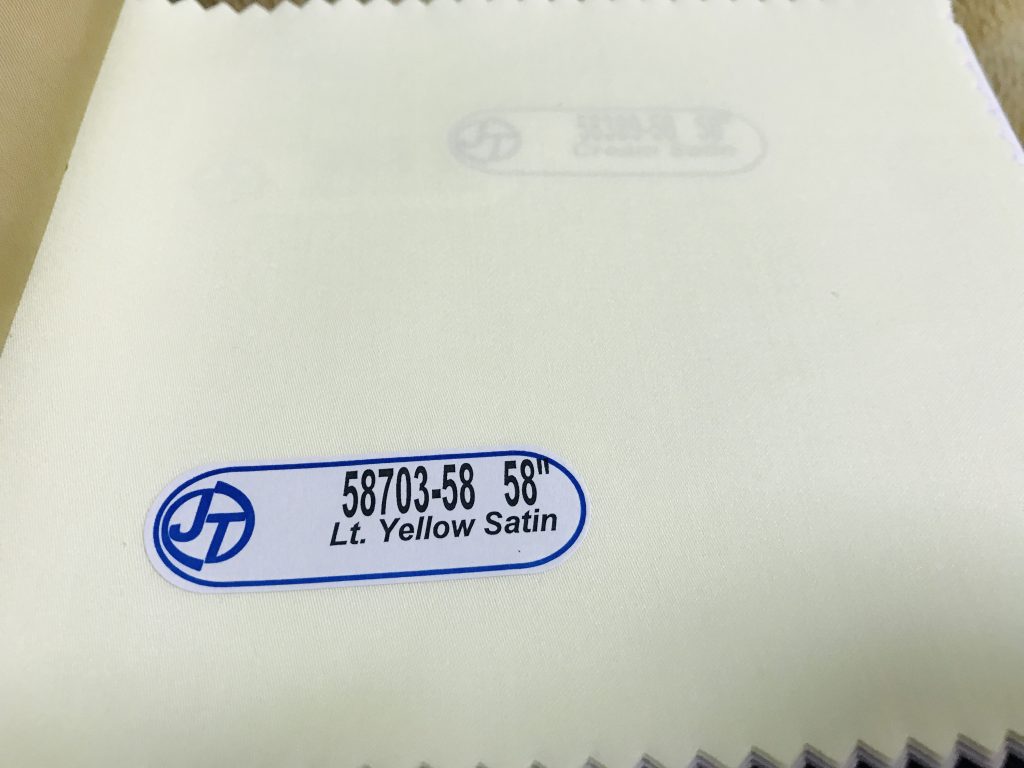 JT
58703-58 58"
Lt. Yellow Satin